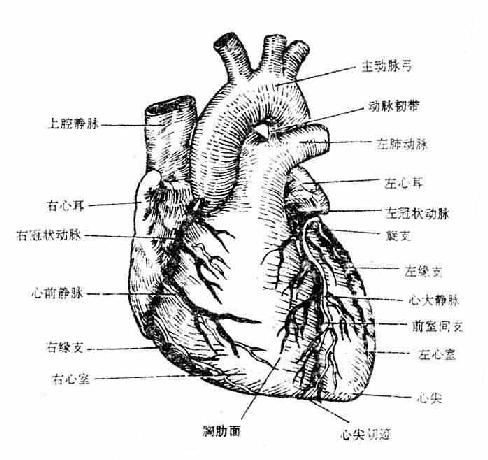 主动脉弓
动脉韧带
上腔静脉
左肺动脉
左心耳
右心耳
左冠状动脉
右冠状动脉
旋支
左缘支
心前静脉
心大静脉
前室间支
右缘支
左心室
右心室
心尖
胸肋面
心尖切迹